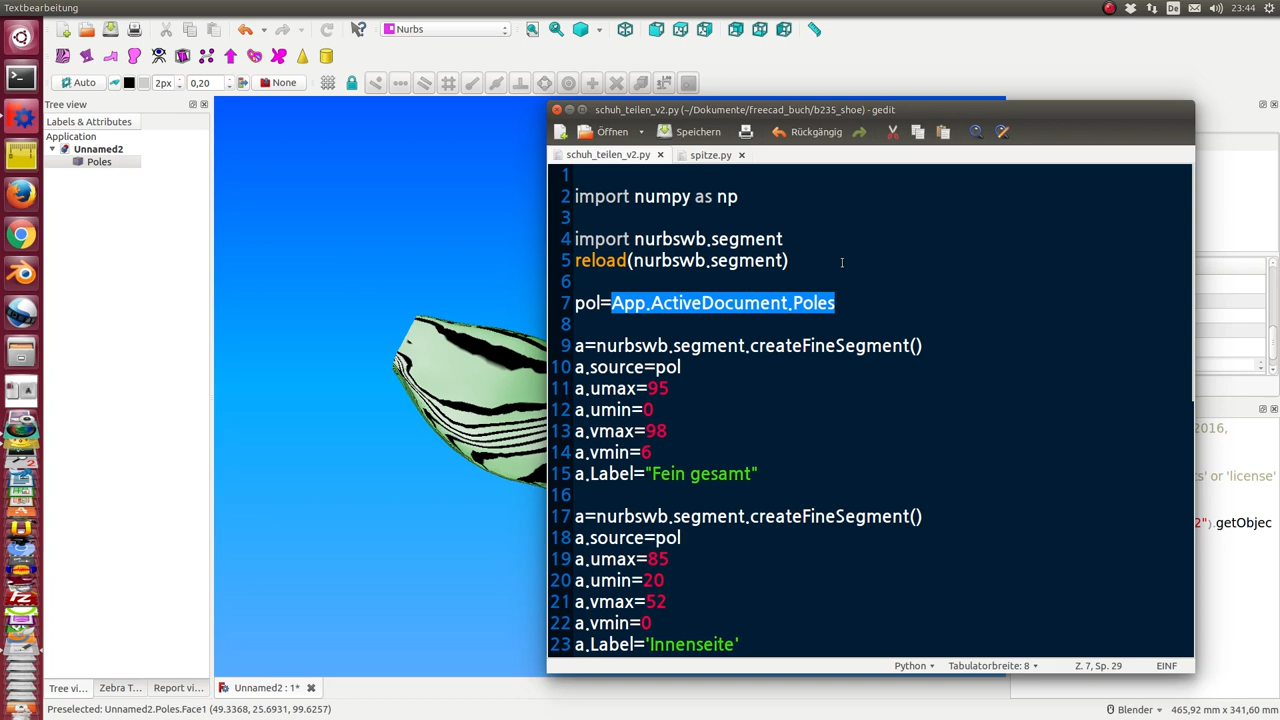 Textbearbeitung
De
23:44
Nurbs
Auto
2px
0,20
None
Tree view
Labels & Attributes
Application
Unnamed2
Poles
schuh_teilen_v2.py (~/Dokumente/freecad_buch/b235_shoe) - gedit
Öffnen
Speichern
Rückgängig
schuh_teilen_v2.py
spitze.py
1
2 import numpy as np
3
4 import nurbswb.segment
5 reload(nurbswb.segment)
6
7 pol=App.ActiveDocument.Poles
8
9 a=nurbswb.segment.createFineSegment()
10 a.source=pol
11 a.umax=95
12 a.umin=0
13 a.vmax=98
14 a.vmin=6
15 a.Label="Fein gesamt"
16
17 a=nurbswb.segment.createFineSegment()
18 a.source=pol
19 a.umax=85
20 a.umin=20
21 a.vmax=52
22 a.vmin=0
23 a.Label='Innenseite'
Python
Tabulatorbreite: 8
Z. 7, Sp. 29
EINF
2016,
s' or 'license'
2").getObjec
Tree vi...
Zebra T...
Report vi...
Unnamed2 : 1*
Preselected: Unnamed2.Poles.Face1 (49.3368, 25.6931, 99.6257)
Blender
465,92 mm x 341,60 mm